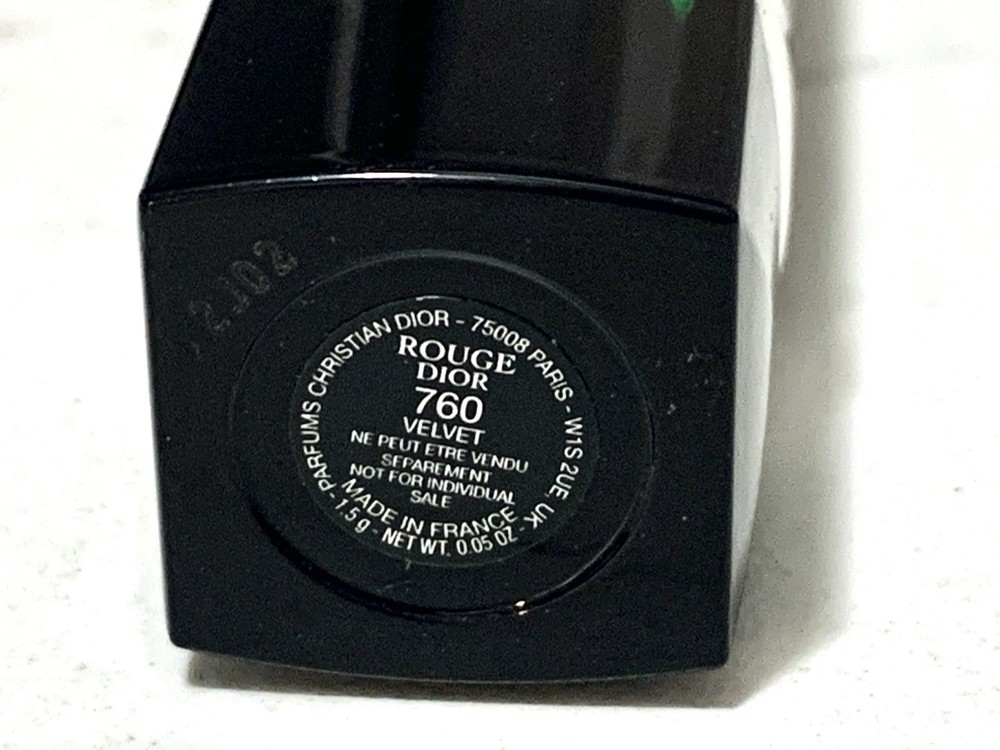 2J02
PARFUMS CHRISTIAN DIOR - 75008 PARIS - W1S 2UE, UK - 1.5 g - NET WT. 0.05 OZ -
ROUGE
DIOR
760
VELVET
NE PEUT ETRE VENDU
SEPAREMENT
NOT FOR INDIVIDUAL
SALE
MADE IN FRANCE